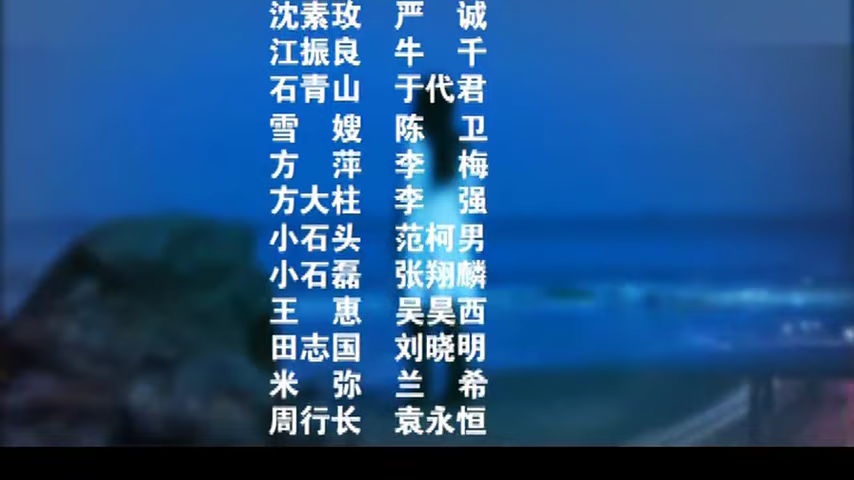 沈素玫 严 诚
江振良 牛 千
石青山 于代君
雪 嫂 陈 卫
方 萍 李 梅
方大柱 李 强
小石头 范柯男
小石磊 张翔麟
王 惠 吴昊西
田志国 刘晓明
米 弥 兰 希
周行长 袁永恒